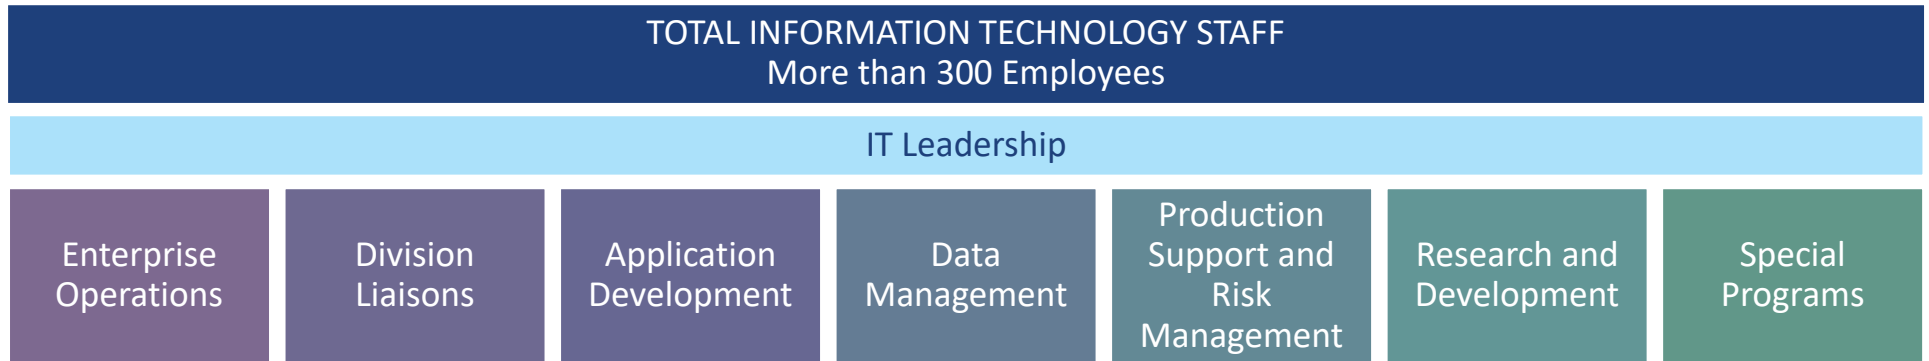 TOTAL INFORMATION TECHNOLOGY STAFF
More than 300 Employees
IT Leadership
Enterprise
Operations
Division
Liaisons
Application
Development
Data
Management
Production
Support and
Risk
Management
Research and
Development
Special
Programs